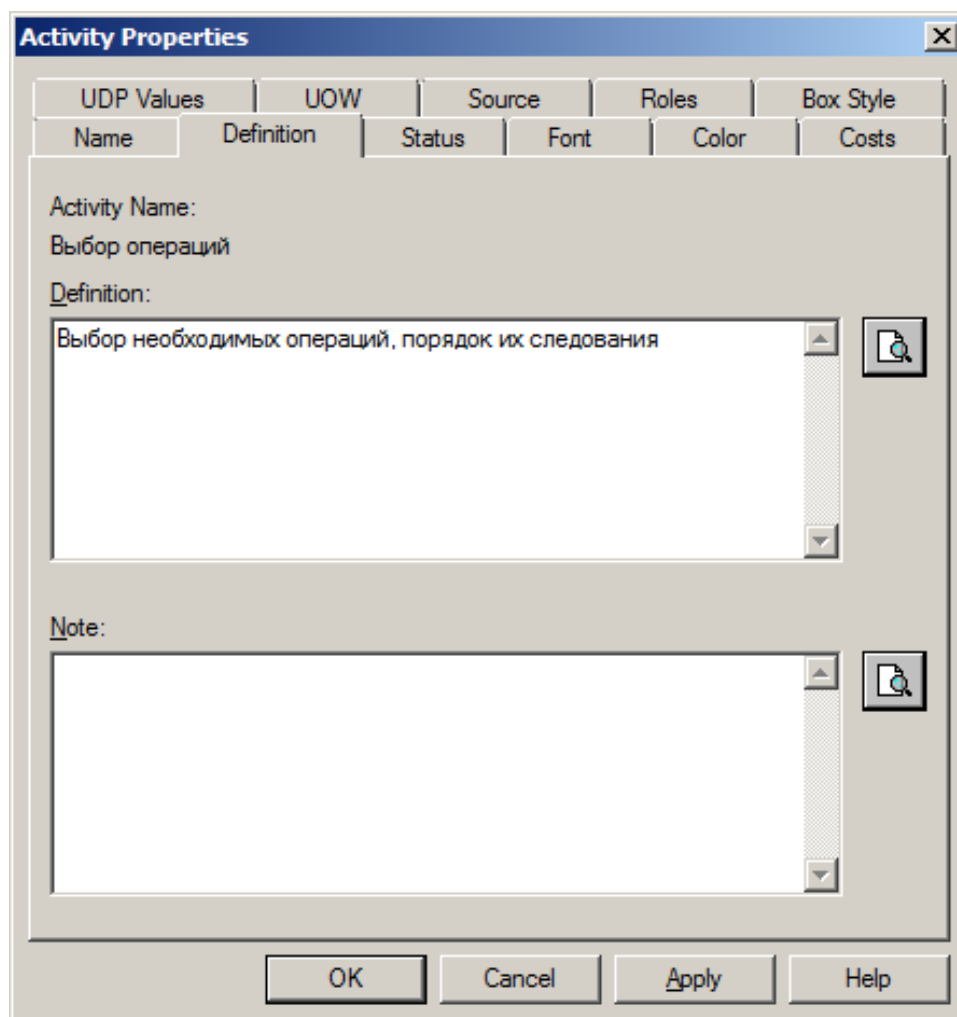 Activity Properties
UDP Values UOW Source Roles Box Style
Name Definition Status Font Color Costs
Activity Name:
Выбор операций
Definition:
Выбор необходимых операций, порядок их следования
Note:
OK Cancel Apply Help